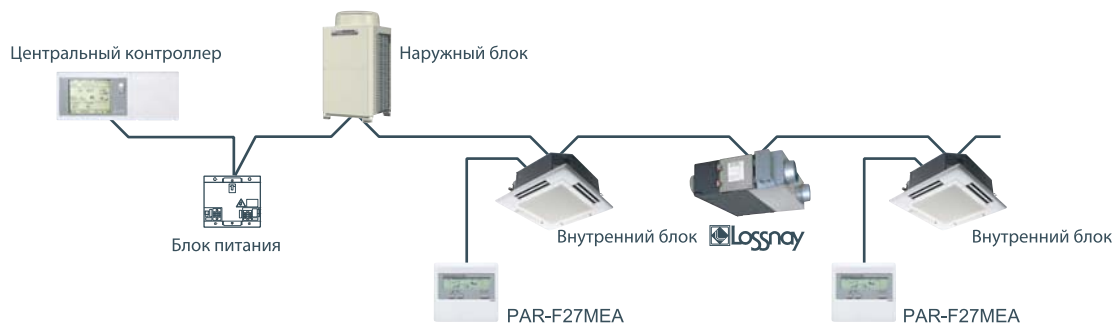 Центральный контроллер
Наружный блок
Блок питания
Внутренний блок
Lossnay
Внутренний блок
PAR-F27MEA
PAR-F27MEA